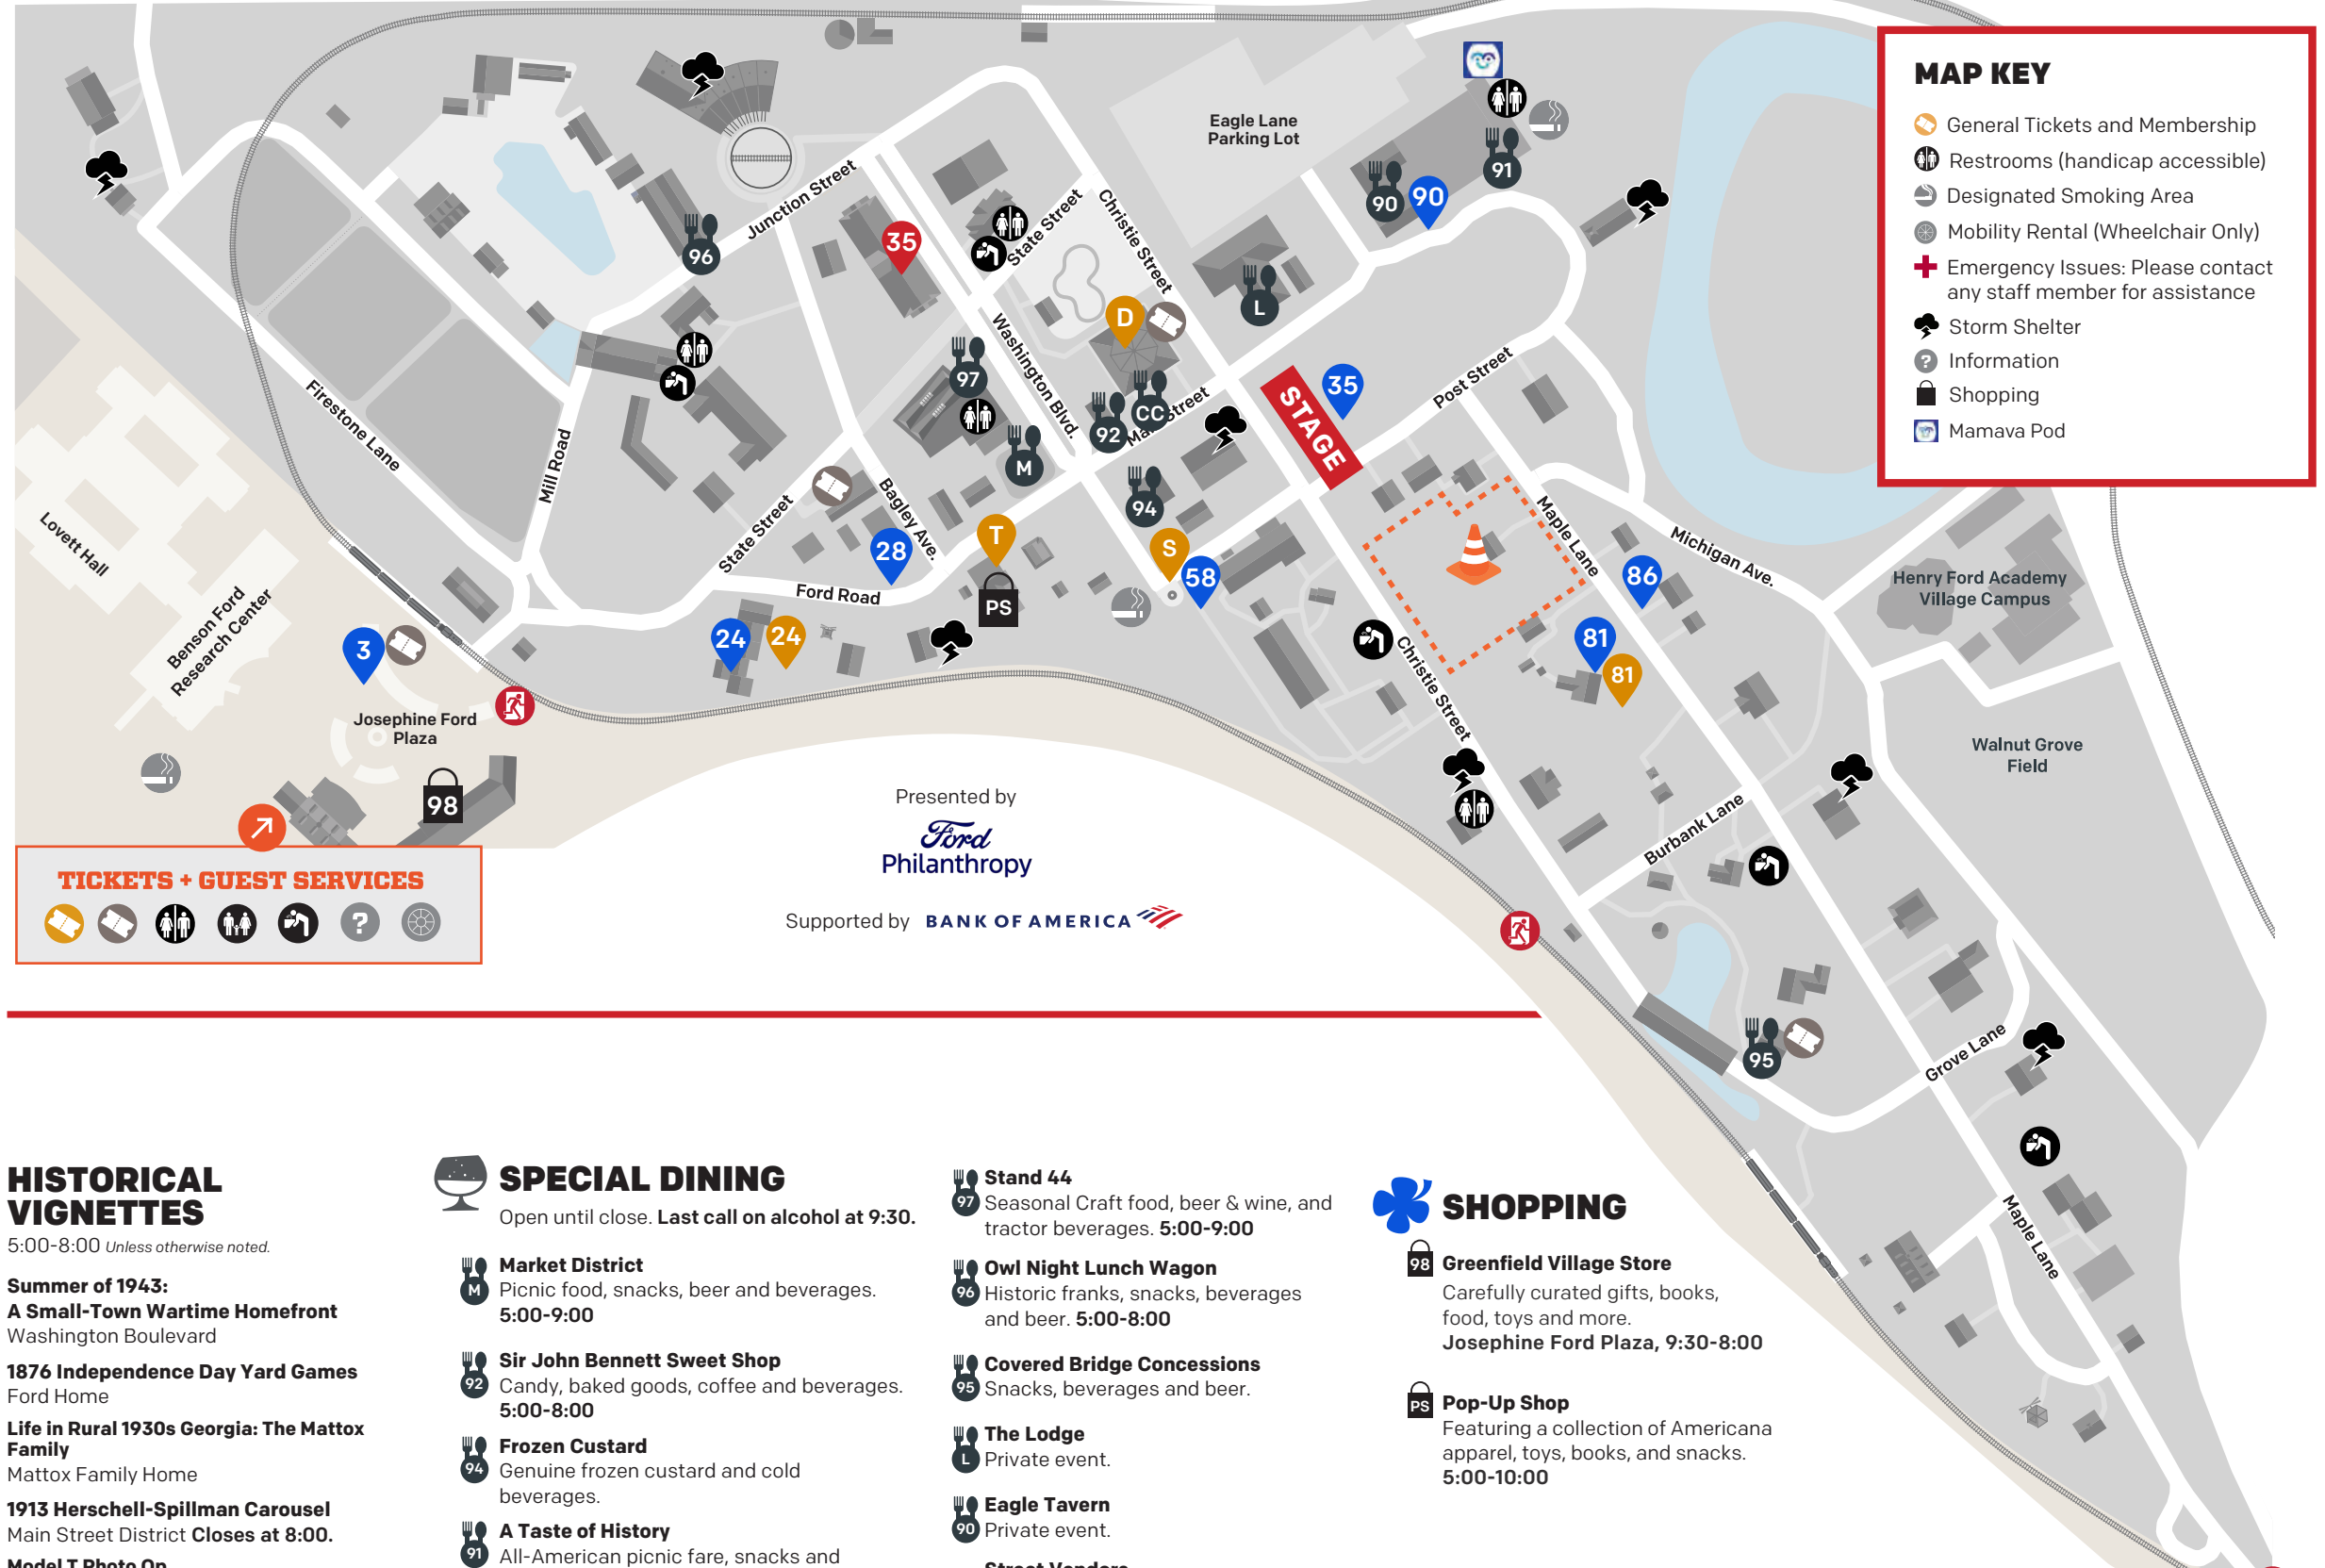 MAP KEY
General Tickets and Membership
Restrooms (handicap accessible)
Designated Smoking Area
Mobility Rental (Wheelchair Only)
Emergency Issues: Please contact
any staff member for assistance
Storm Shelter
? Information
Shopping
Mamava Pod
Eagle Lane
Parking Lot
91
90
90
Junction Street
State Street
Christie Street
35
96
L
D
Washington Blvd.
97
CC
92
Street
35
STAGE
Post Street
M
94
Firestone Lane
Mill Road
State Street
Bagley Ave.
28
T
S
58
PS
Ford Road
24
24
Maple Lane
Michigan Ave.
86
81
81
Henry Ford Academy
Village Campus
Walnut Grove
Field
Lovett Hall
Benson Ford
Research Center
3
Josephine Ford
Plaza
98
Christie Street
Burbank Lane
95
Grove Lane
Maple Lane
TICKETS + GUEST SERVICES
?
Presented by
Ford
Philanthropy
Supported by BANK OF AMERICA
HISTORICAL
VIGNETTES
5:00-8:00 Unless otherwise noted.
Summer of 1943:
A Small-Town Wartime Homefront
Washington Boulevard
1876 Independence Day Yard Games
Ford Home
Life in Rural 1930s Georgia: The Mattox
Family
Mattox Family Home
1913 Herschell-Spillman Carousel
Main Street District Closes at 8:00.
Model T Photo Op
SPECIAL DINING
Open until close. Last call on alcohol at 9:30.
M Market District
Picnic food, snacks, beer and beverages.
5:00-9:00
92 Sir John Bennett Sweet Shop
Candy, baked goods, coffee and beverages.
5:00-8:00
94 Frozen Custard
Genuine frozen custard and cold
beverages.
91 A Taste of History
All-American picnic fare, snacks and
97 Stand 44
Seasonal Craft food, beer & wine, and
tractor beverages. 5:00-9:00
96 Owl Night Lunch Wagon
Historic franks, snacks, beverages
and beer. 5:00-8:00
95 Covered Bridge Concessions
Snacks, beverages and beer.
L The Lodge
Private event.
90 Eagle Tavern
Private event.
Street Vendors
SHOPPING
98 Greenfield Village Store
Carefully curated gifts, books,
food, toys and more.
Josephine Ford Plaza, 9:30-8:00
PS Pop-Up Shop
Featuring a collection of Americana
apparel, toys, books, and snacks.
5:00-10:00